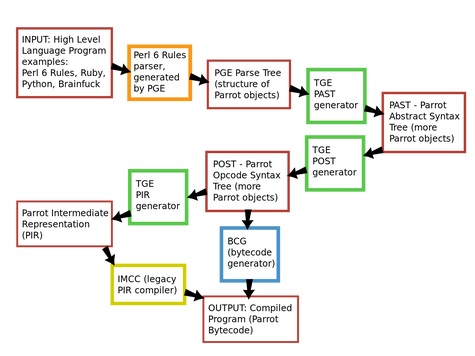 INPUT: High Level
Language Program
examples:
Perl 6 Rules, Ruby,
Python, Brainfuck
Perl 6 Rules
parser,
generated
by PGE
PGE Parse Tree
(structure of
Parrot objects)
TGE
PAST
generator
PAST - Parrot
Abstract Syntax
Tree (more
Parrot objects)
TGE
POST
generator
POST - Parrot
Opcode Syntax
Tree (more
Parrot objects)
TGE
PIR
generator
Parrot Intermediate
Representation
(PIR)
BCG
(bytecode
generator)
IMCC (legacy
PIR compiler)
OUTPUT: Compiled
Program (Parrot
Bytecode)